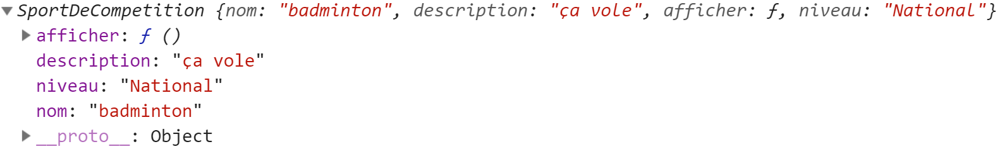 ▼ SportDeCompetition {nom: "badminton", description: "ça vole", afficher: ƒ, niveau: "National"}
▶ afficher: ƒ ()
description: "ça vole"
niveau: "National"
nom: "badminton"
▶ __proto__: Object